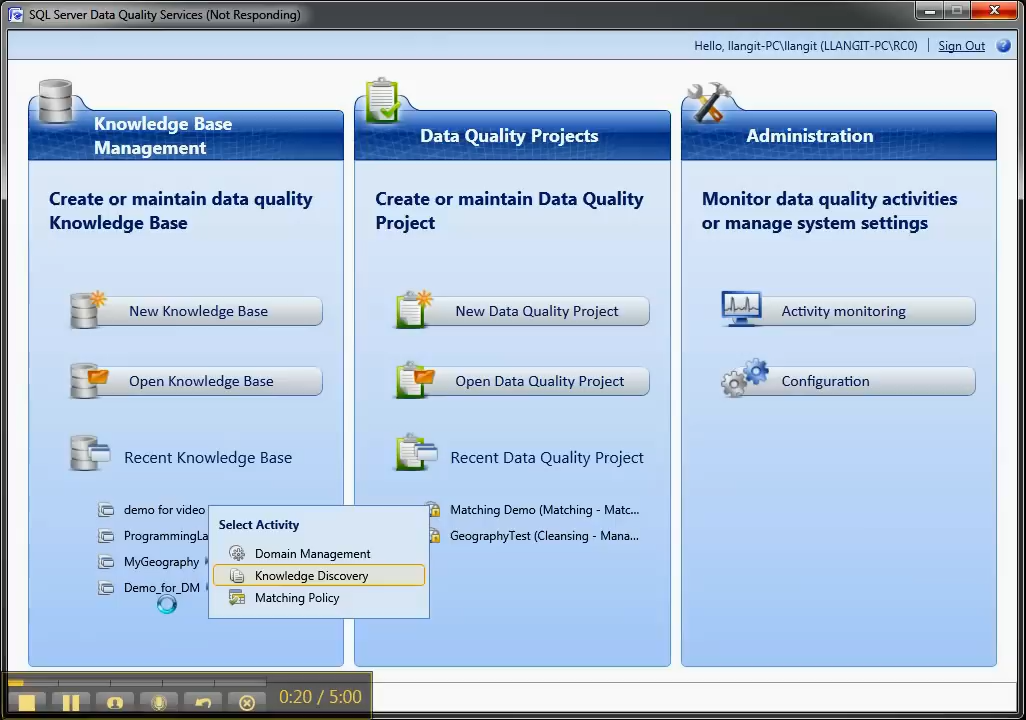 SQL Server Data Quality Services (Not Responding)
Hello, llangit-PC\llangit (LLANGIT-PC\RC0) | Sign Out
Knowledge Base
Management
Create or maintain data quality
Knowledge Base
New Knowledge Base
Open Knowledge Base
Recent Knowledge Base
demo for video
ProgrammingLa
MyGeography
Demo_for_DM
Select Activity
Domain Management
Knowledge Discovery
Matching Policy
Data Quality Projects
Create or maintain Data Quality
Project
New Data Quality Project
Open Data Quality Project
Recent Data Quality Project
Matching Demo (Matching - Matc...
GeographyTest (Cleansing - Mana...
Administration
Monitor data quality activities
or manage system settings
Activity monitoring
Configuration
0:20 / 5:00